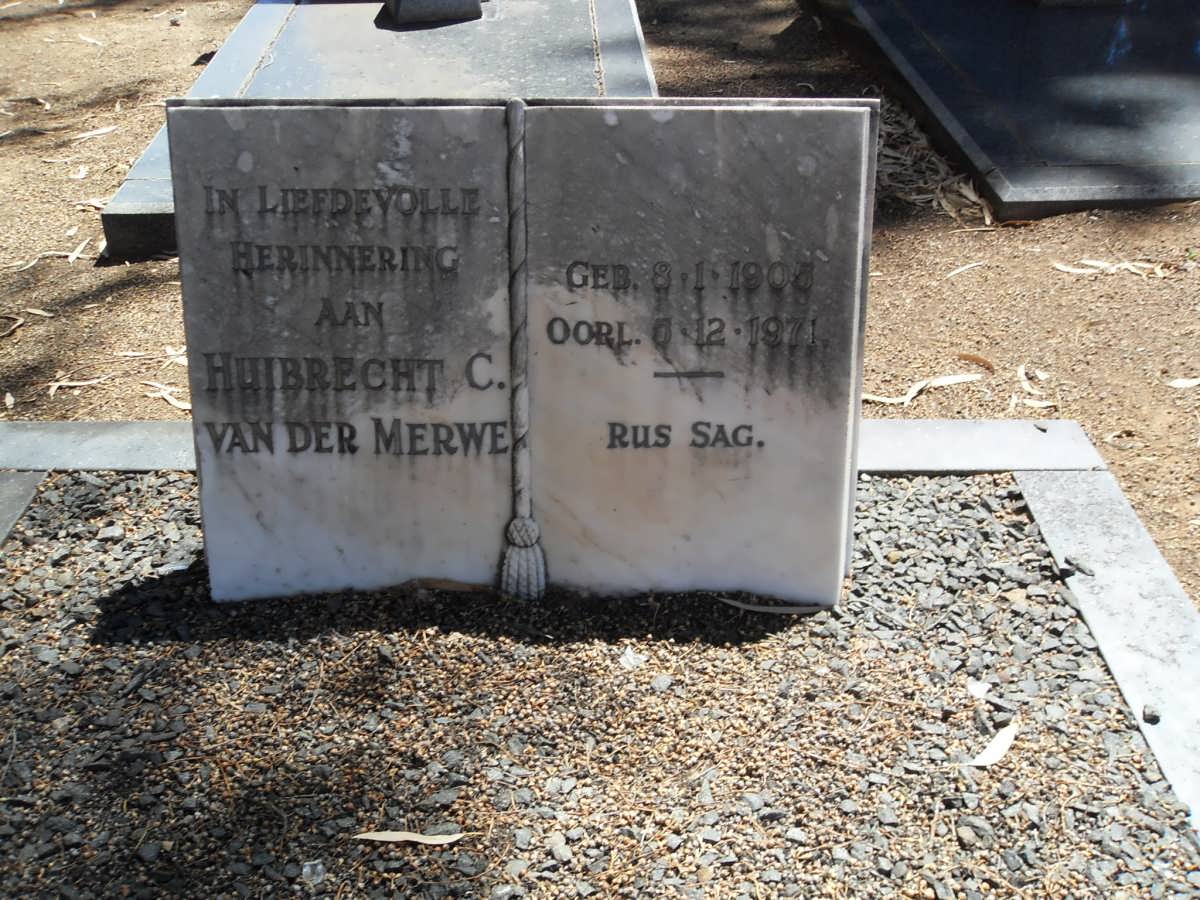 In Liefdevolle
Herinnering
aan
Huibrecht C.
van der Merwe
Geb. 8·1·1905
Oorl. 5·12·1971.
Rus Sag.